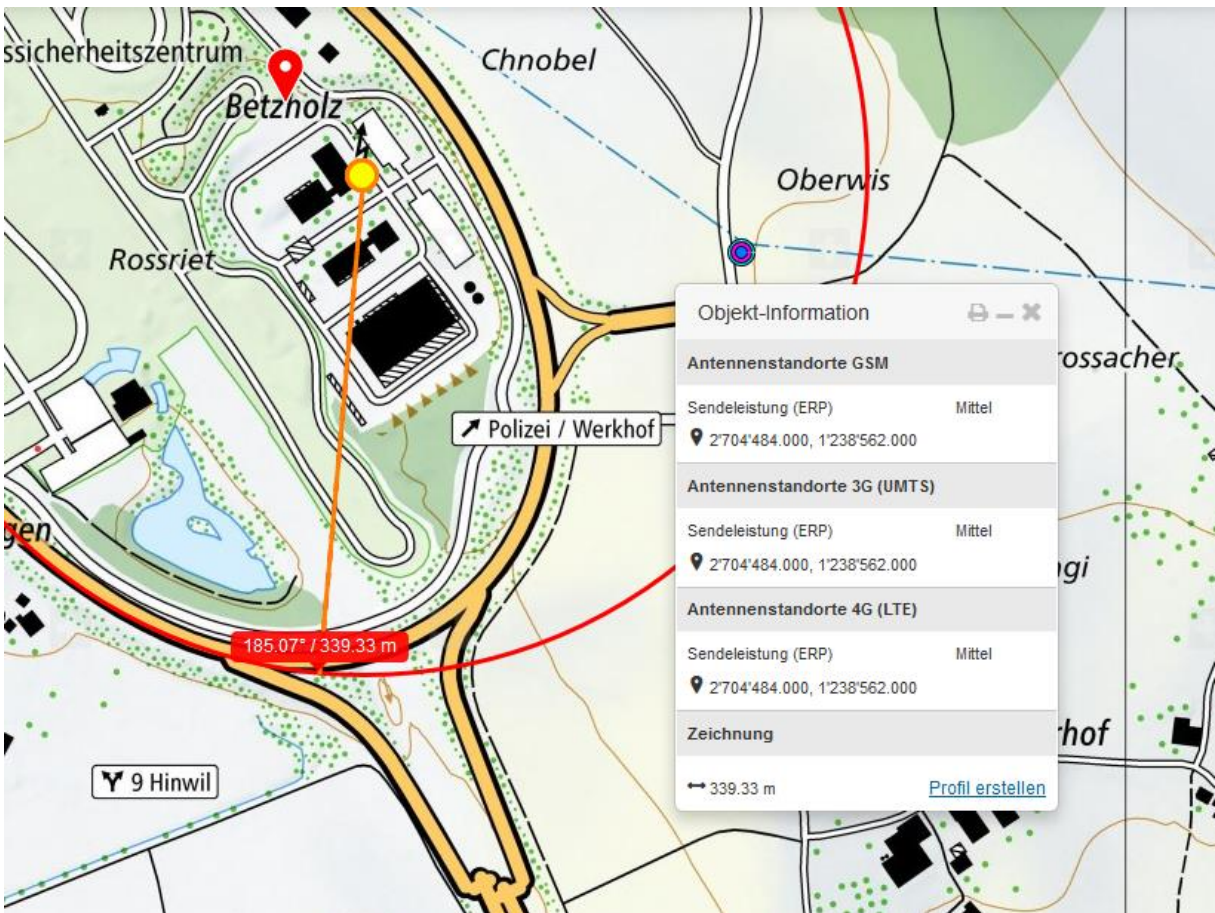 ssicherheitszentrum
Chnobel
Betzholz
Oberwis
Rossriet
Polizei / Werkhof
gen
185.07° / 339.33 m
9 Hinwil
Objekt-Information
Antennenstandorte GSM
Sendeleistung (ERP) Mittel
2'704'484.000, 1'238'562.000
Antennenstandorte 3G (UMTS)
Sendeleistung (ERP) Mittel
2'704'484.000, 1'238'562.000
Antennenstandorte 4G (LTE)
Sendeleistung (ERP) Mittel
2'704'484.000, 1'238'562.000
Zeichnung
339.33 m Profil erstellen
rossacher
ngi
rhof